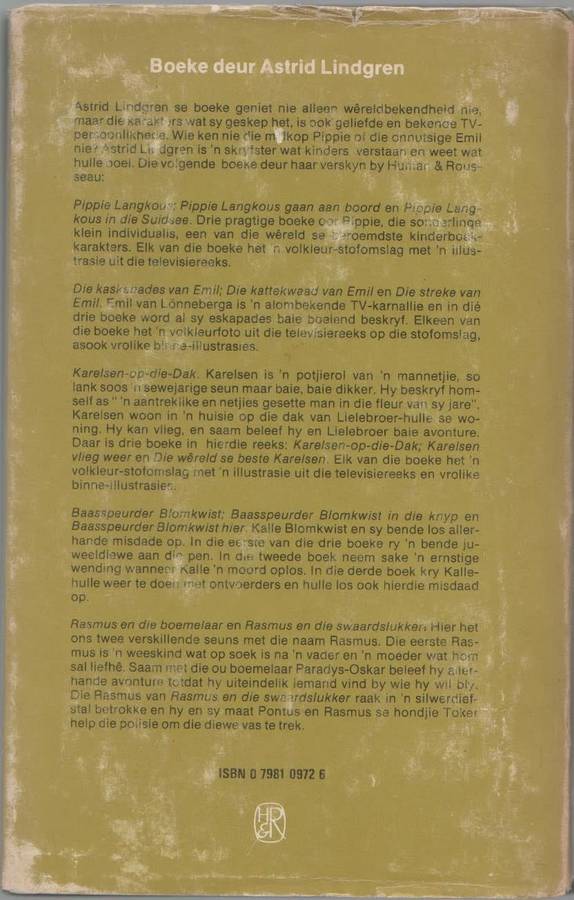 Boeke deur Astrid Lindgren
Astrid Lindgren se boeke geniet nie alleen wêreldbekendheid nie,
maar die karakters wat sy geskep het, is ook geliefde en bekende TV-
persoonlikhede. Wie ken nie die malkop Pippie of die onnutsige Emil
nie? Astrid Lindgren is 'n skryfster wat kinders verstaan en weet wat
hulle boei. Die volgende boeke deur haar verskyn by Human & Rous-
seau:
Pippie Langkous; Pippie Langkous gaan aan boord en Pippie Lang-
kous in die Suidsee. Drie pragtige boeke oor Pippie, die sonderlinge
klein individualis, een van die wêreld se beroemdste kinderboek-
karakters. Elk van die boeke het 'n volkleur-stofomslag met 'n illus-
trasie uit die televisiereeks.
Die kaskenades van Emil; Die kattekwaad van Emil en Die streke van
Emil. Emil van Lönneberga is 'n alombekende TV-karnallie en in dié
drie boeke word al sy eskapades baie boeiend beskryf. Elkeen van
die boeke het 'n volkleurfoto uit die televisiereeks op die stofomslag,
asook vrolike binne-illustrasies.
Karelsen-op-die-Dak. Karelsen is 'n potjierol van 'n mannetjie, so
lank soos 'n sewejarige seun maar baie, baie dikker. Hy beskryf hom-
self as " 'n aantreklike en netjies gesette man in die fleur van sy jare".
Karelsen woon in 'n huisie op die dak van Lielebroer-hulle se wo-
ning. Hy kan vlieg, en saam beleef hy en Lielebroer baie avonture.
Daar is drie boeke in hierdie reeks: Karelsen-op-die-Dak; Karelsen
vlieg weer en Die wêreld se beste Karelsen. Elk van die boeke het 'n
volkleur-stofomslag met 'n illustrasie uit die televisiereeks en vrolike
binne-illustrasies.
Baasspeurder Blomkwist; Baasspeurder Blomkwist in die knyp en
Baasspeurder Blomkwist hier. Kalle Blomkwist en sy bende los aller-
hande misdade op. In die eerste van die drie boeke ry 'n bende ju-
weeldiewe aan die pen. In die tweede boek neem sake 'n ernstige
wending wanneer Kalle 'n moord oplos. In die derde boek kry Kalle-
hulle weer te doen met ontvoerders en hulle los ook hierdie misdaad
op.
Rasmus en die boemelaar en Rasmus en die swaardslukker. Hier het
ons twee verskillende seuns met die naam Rasmus. Die eerste Ras-
mus is 'n weeskind wat op soek is na 'n vader en 'n moeder wat hom
sal liefhê. Saam met die ou boemelaar Paradys-Oskar beleef hy aller-
hande avonture totdat hy uiteindelik iemand vind by wie hy wil bly.
Die Rasmus van Rasmus en die swaardslukker raak in 'n silwerdief-
stal betrokke en hy en sy maat Pontus en Rasmus se hondjie Toker
help die polisie om die diewe vas te trek.
ISBN 0 7981 0972 6
H
&R